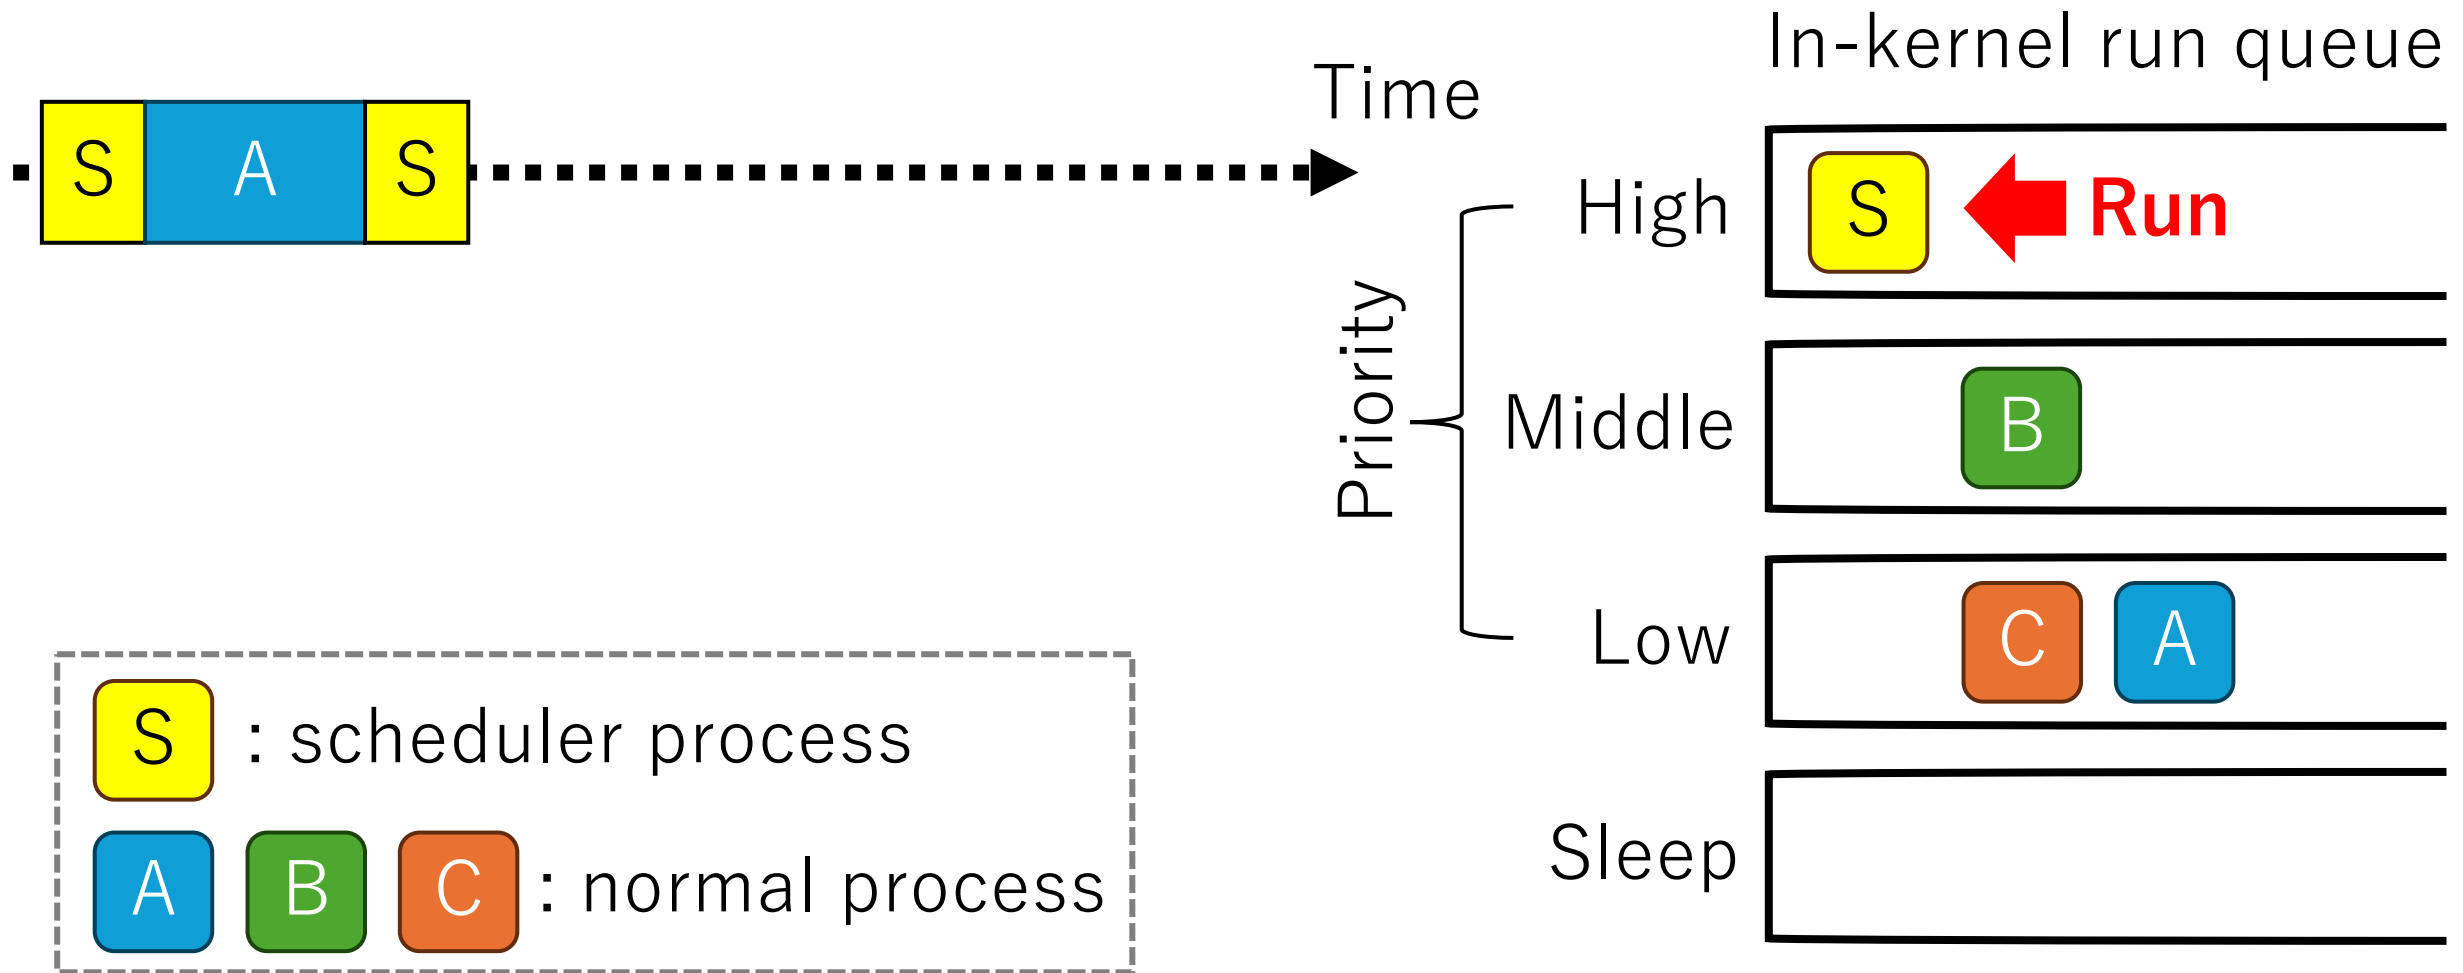 In-kernel run queue
Time
S A S
High
S
Run
Priority
Middle
B
Low
C A
S : scheduler process
A B C : normal process
Sleep